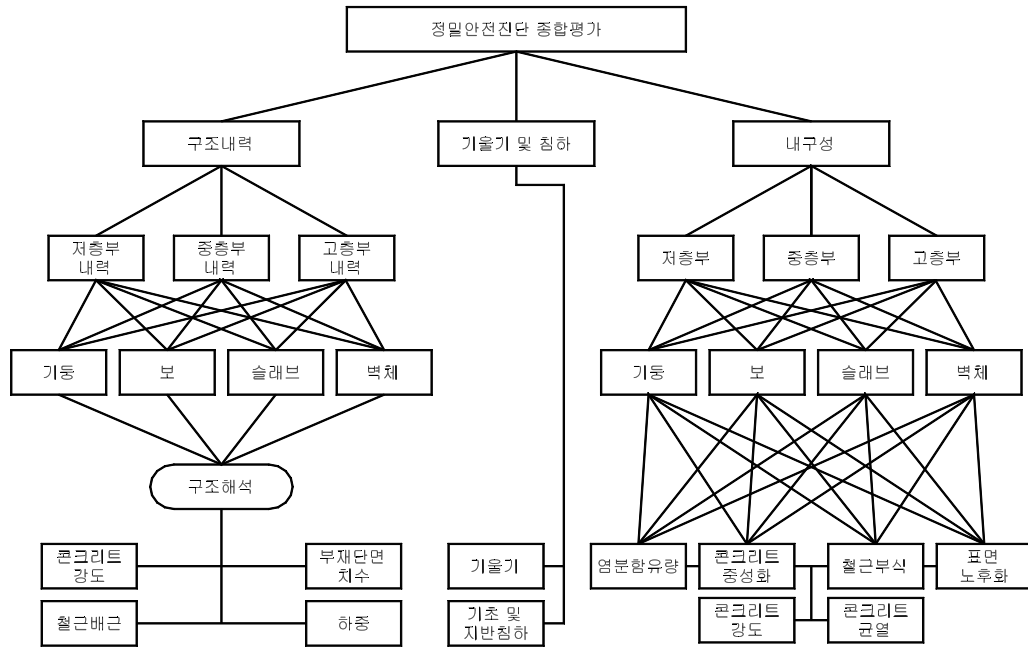 정밀안전진단 종합평가
구조내력
기울기 및 침하
내구성
저층부
내력
중층부
내력
고층부
내력
저층부
중층부
고층부
기둥
보
슬래브
벽체
기둥
보
슬래브
벽체
구조해석
콘크리트
강도
부재단면
치수
기울기
염분함유량
콘크리트
중성화
철근부식
표면
노후화
철근배근
하중
기초 및
지반침하
콘크리트
강도
콘크리트
균열